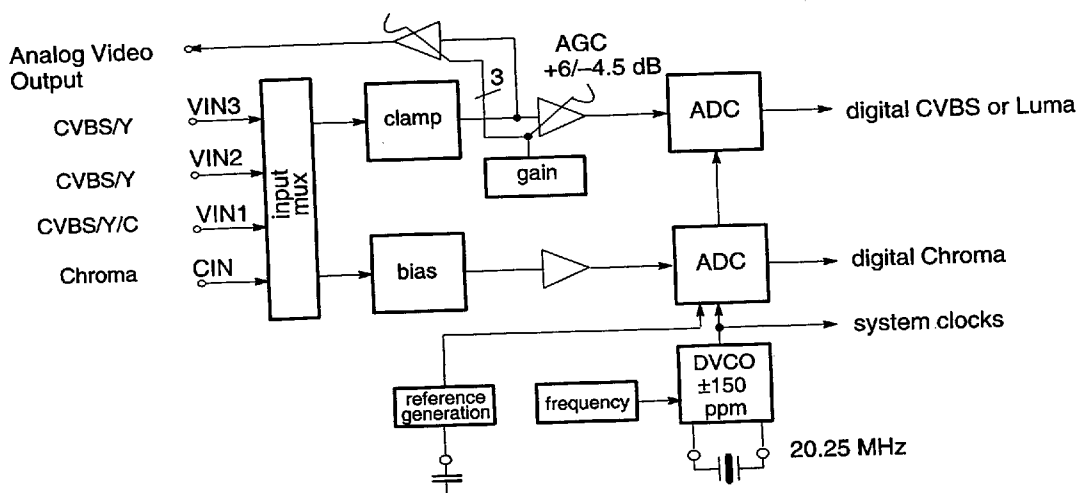 Analog Video
Output
3
AGC
+6/–4.5 dB
VIN3
CVBS/Y
clamp
ADC
digital CVBS or Luma
VIN2
CVBS/Y
input
mux
gain
VIN1
CVBS/Y/C
CIN
Chroma
bias
ADC
digital Chroma
system clocks
reference
generation
frequency
DVCO
±150
ppm
20.25 MHz